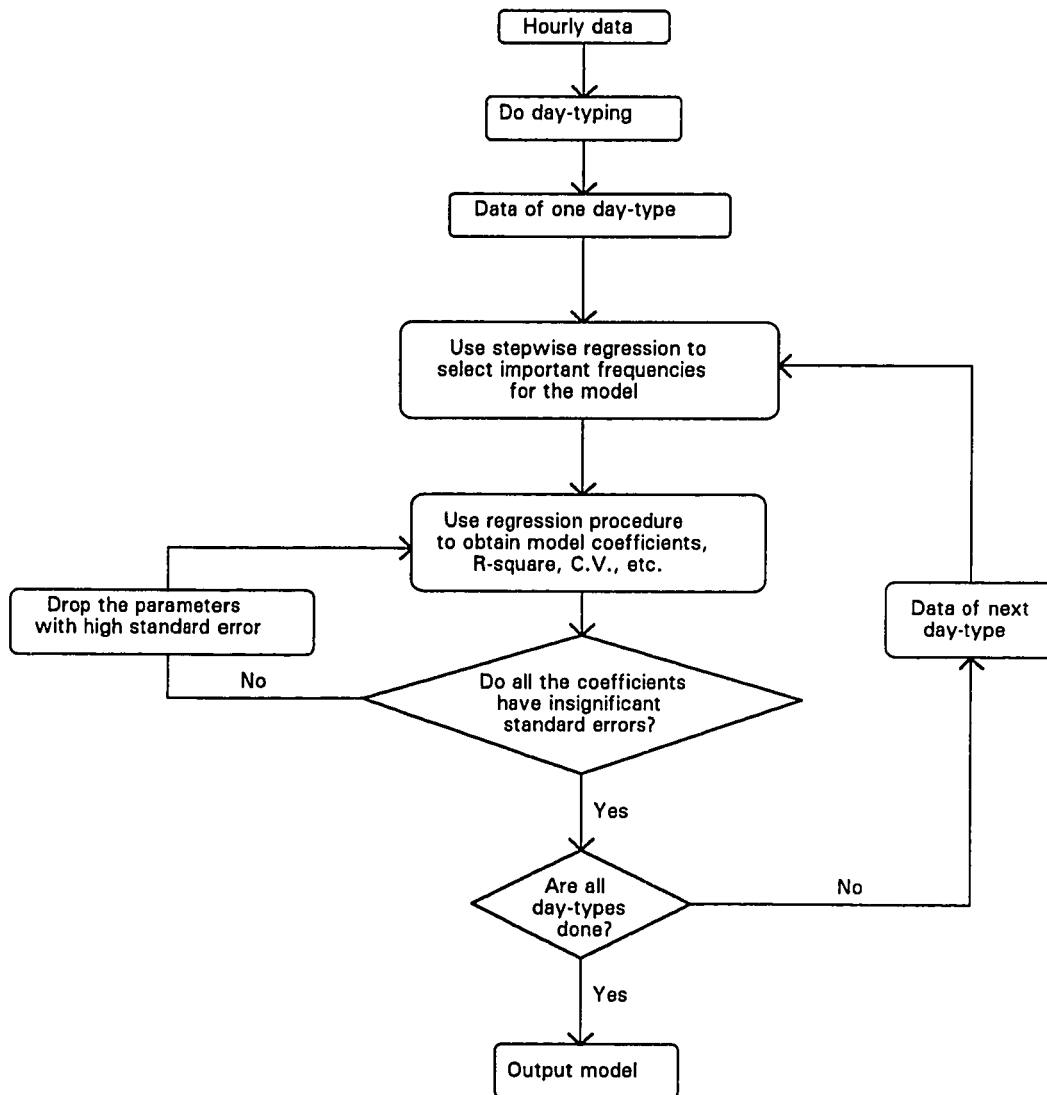 Hourly data
Do day-typing
Data of one day-type
Use stepwise regression to
select important frequencies
for the model
Use regression procedure
to obtain model coefficients,
R-square, C.V., etc.
Drop the parameters
with high standard error
Data of next
day-type
No
Do all the coefficients
have insignificant
standard errors?
Yes
Are all
day-types
done?
No
Yes
Output model